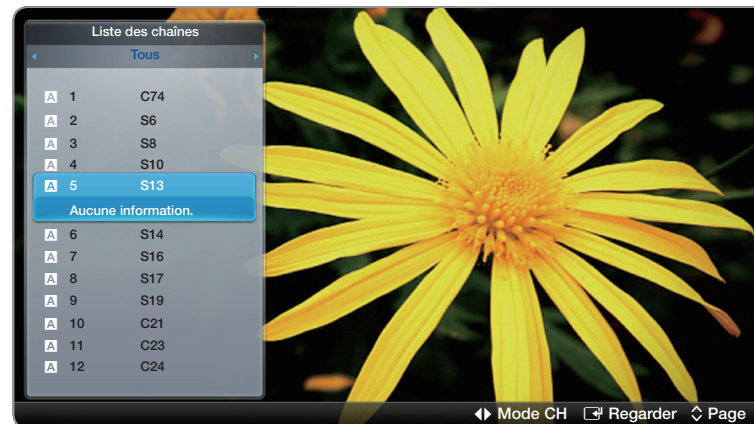 Liste des chaînes
Tous
A 1 C74
A 2 S6
A 3 S8
A 4 S10
A 5 S13
Aucune information.
A 6 S14
A 7 S16
A 8 S17
A 9 S19
A 10 C21
A 11 C23
A 12 C24
Mode CH Regarder Page